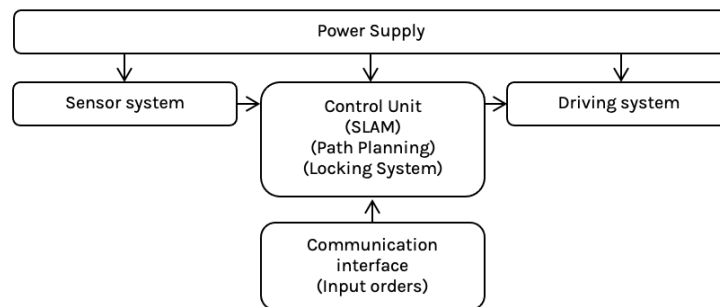 Power Supply
Sensor system
Control Unit
(SLAM)
(Path Planning)
(Locking System)
Driving system
Communication
interface
(Input orders)